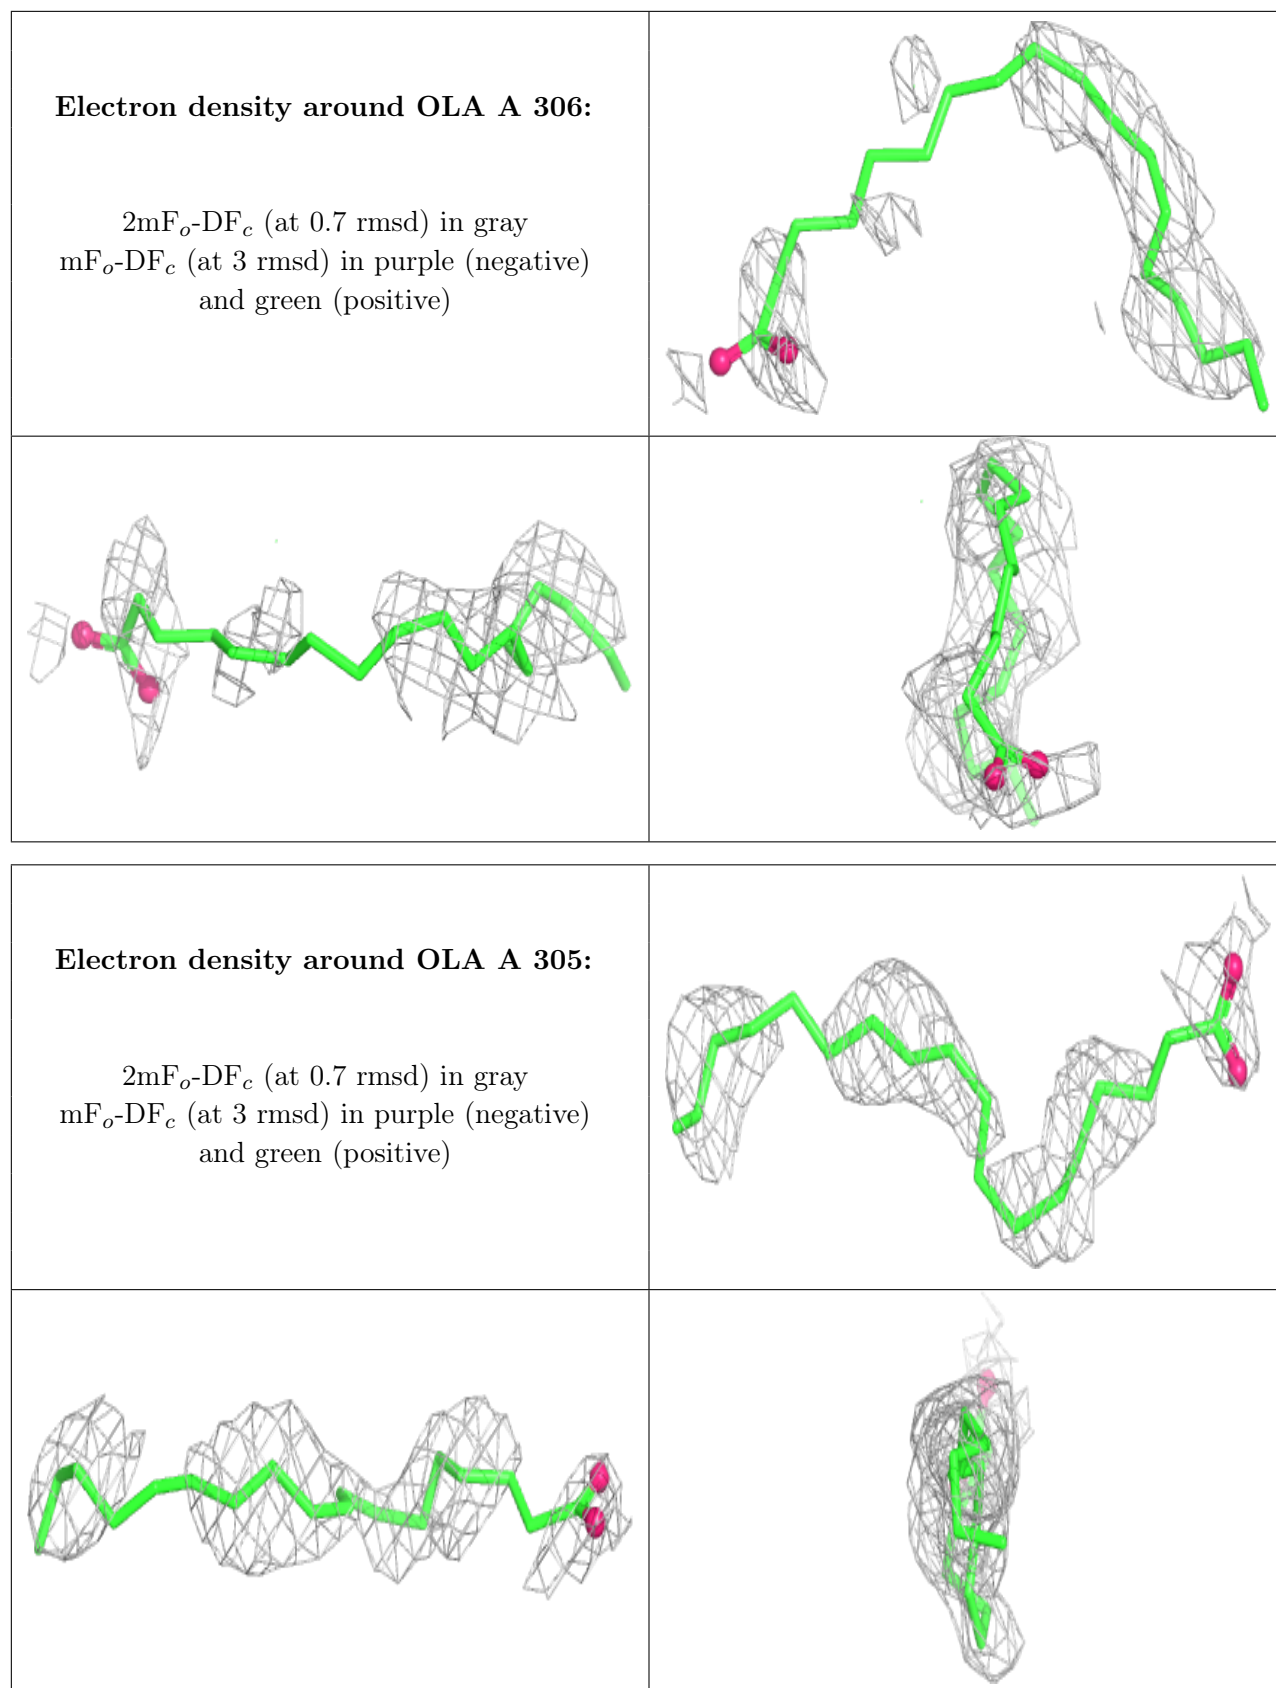 Electron density around OLA A 306:
2mFo-DFc (at 0.7 rmsd) in gray
mFo-DFc (at 3 rmsd) in purple (negative)
and green (positive)
Electron density around OLA A 305:
2mFo-DFc (at 0.7 rmsd) in gray
mFo-DFc (at 3 rmsd) in purple (negative)
and green (positive)